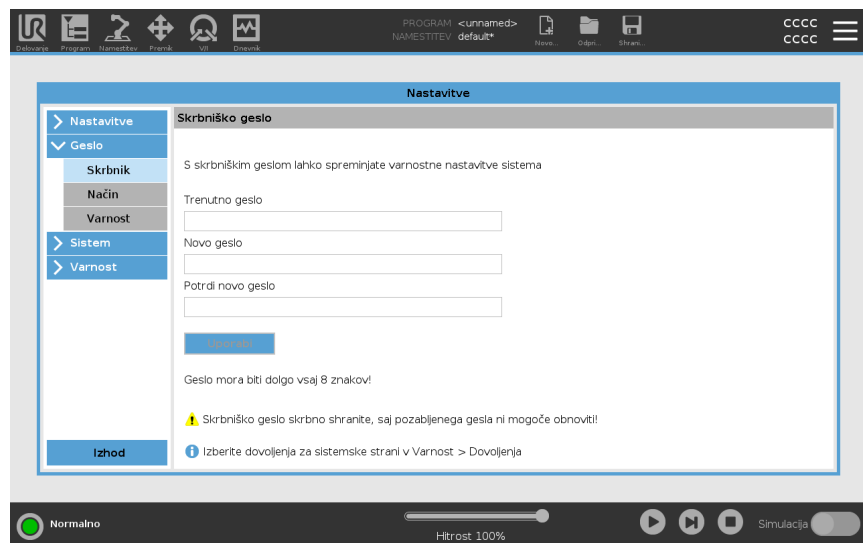 PROGRAM <unnamed>
NAMESTITEV default*
CCCC
CCCC
Delovanje Program Namestitev Premik V/I Dnevnik Novo... Odpri... Shrani...
Nastavitve
Nastavitve
Geslo
Skrbnik
Način
Varnost
Sistem
Varnost
Izhod
Skrbniško geslo
S skrbniškim geslom lahko spreminjate varnostne nastavitve sistema
Trenutno geslo
Novo geslo
Potrdi novo geslo
Uporabi
Geslo mora biti dolgo vsaj 8 znakov!
Skrbniško geslo skrbno shranite, saj pozabljenega gesla ni mogoče obnoviti!
Izberite dovoljenja za sistemske strani v Varnost > Dovoljenja
Normalno
Hitrost 100%
Simulacija